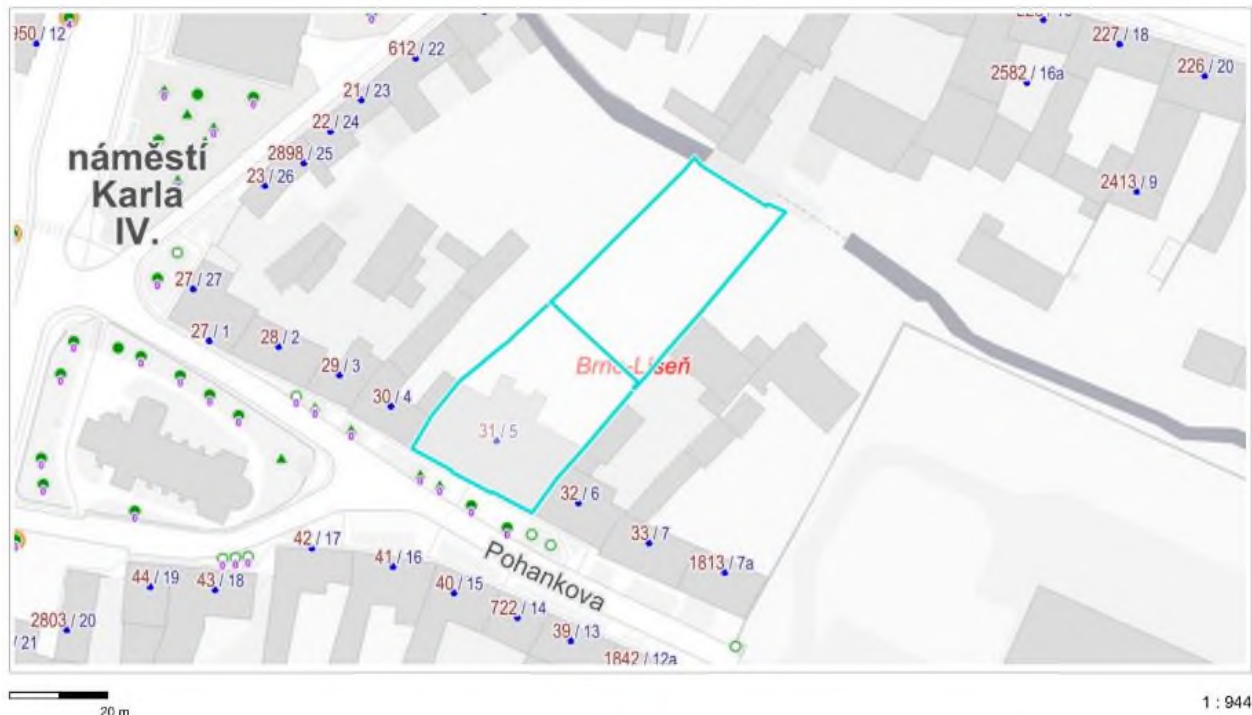 950 / 12
612 / 22
227 / 18
226 / 20
2582 / 16a
21 / 23
22 / 24
2898 / 25
23 / 26
2413 / 9
náměstí
Karla
IV.
27 / 27
27 / 1
28 / 2
29 / 3
30 / 4
Brno-Líšeň
31 / 5
32 / 6
33 / 7
1813 / 7a
Pohankova
42 / 17
41 / 16
44 / 19
43 / 18
40 / 15
722 / 14
2803 / 20
39 / 13
/ 21
1842 / 12a
20 m
1 : 944